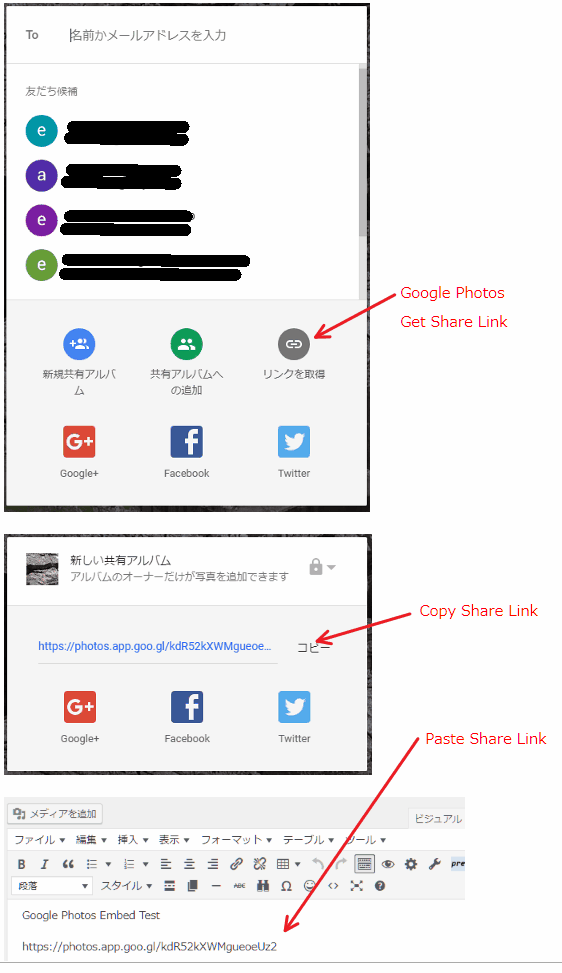 To 名前かメールアドレスを入力
友だち候補
e
a
e
e
Google Photos
Get Share Link
新規共有アルバ
ム
共有アルバムへ
の追加
リンクを取得
G+
Google+
f
Facebook
Twitter
新しい共有アルバム
アルバムのオーナーだけが写真を追加できます
Copy Share Link
https://photos.app.goo.gl/kdR52kXWMgueoe... コピー
G+
Google+
f
Facebook
Twitter
Paste Share Link
メディアを追加
ビジュアル
ファイル 編集 挿入 表示 フォーマット テーブル ツール
B I pre
段落 スタイル ABC Ω
Google Photos Embed Test
https://photos.app.goo.gl/kdR52kXWMgueoeUz2